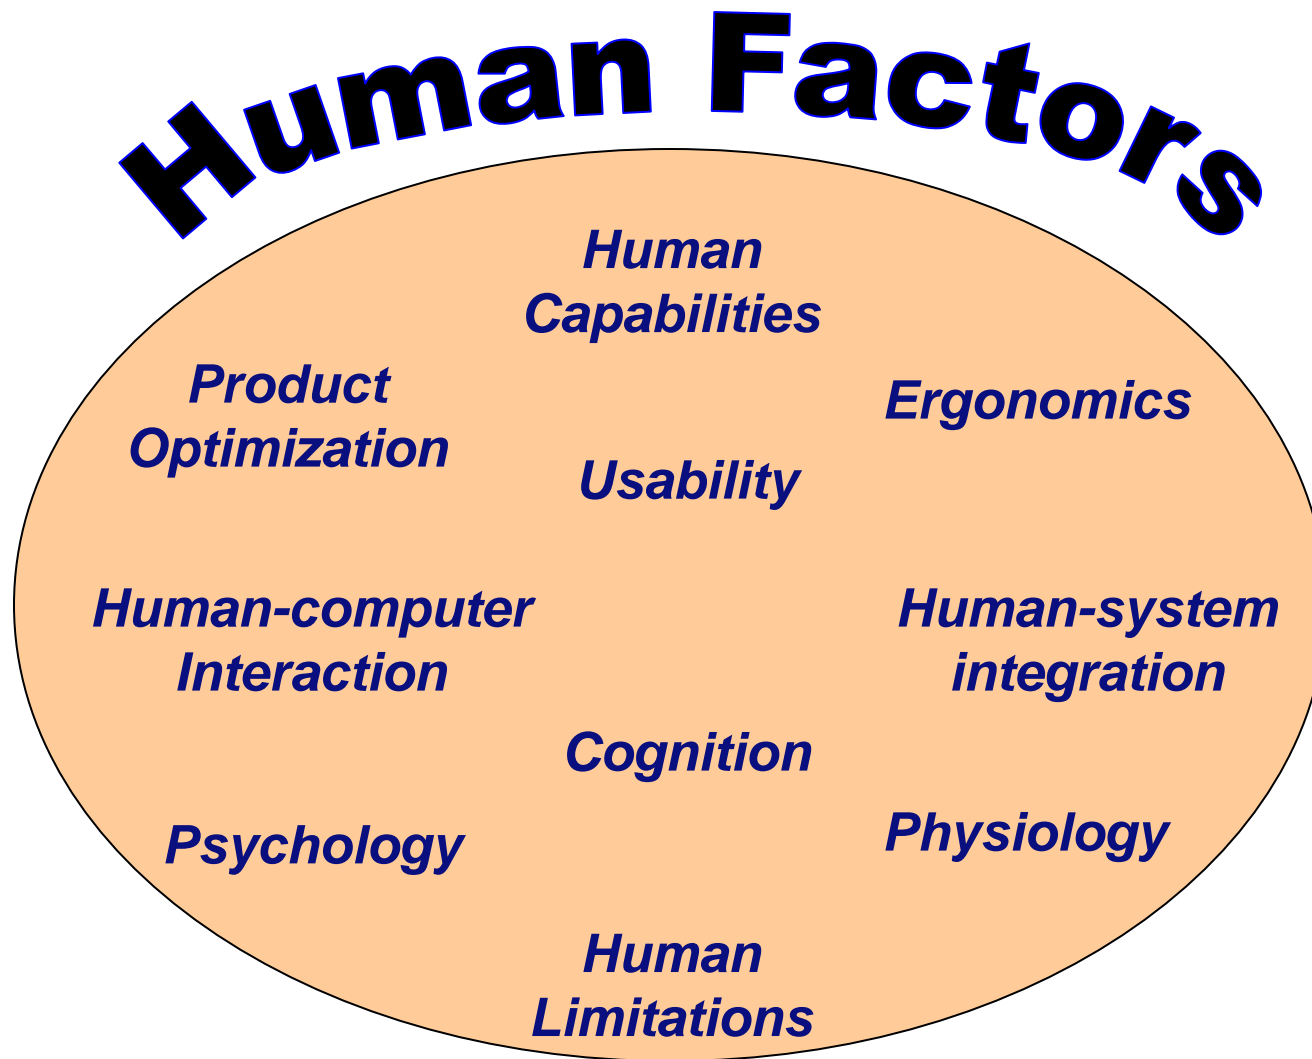 Human Factors
Human
Capabilities
Product
Optimization
Ergonomics
Usability
Human-computer
Interaction
Human-system
integration
Cognition
Psychology
Physiology
Human
Limitations